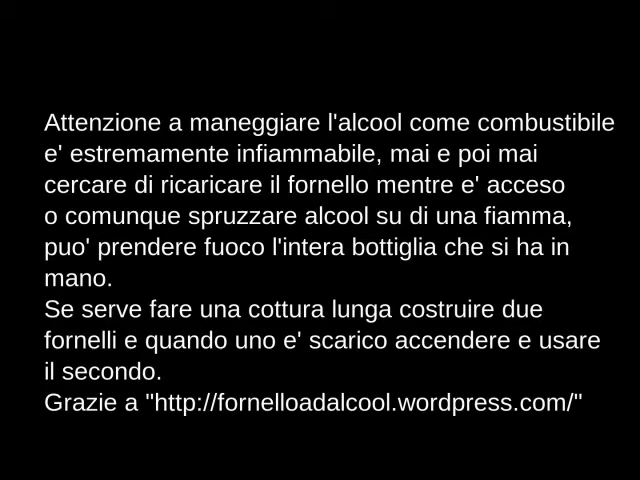 Attenzione a maneggiare l'alcool come combustibile
e' estremamente infiammabile, mai e poi mai
cercare di ricaricare il fornello mentre e' acceso
o comunque spruzzare alcool su di una fiamma,
puo' prendere fuoco l'intera bottiglia che si ha in
mano.
Se serve fare una cottura lunga costruire due
fornelli e quando uno e' scarico accendere e usare
il secondo.
Grazie a "http://fornelloadalcool.wordpress.com/"